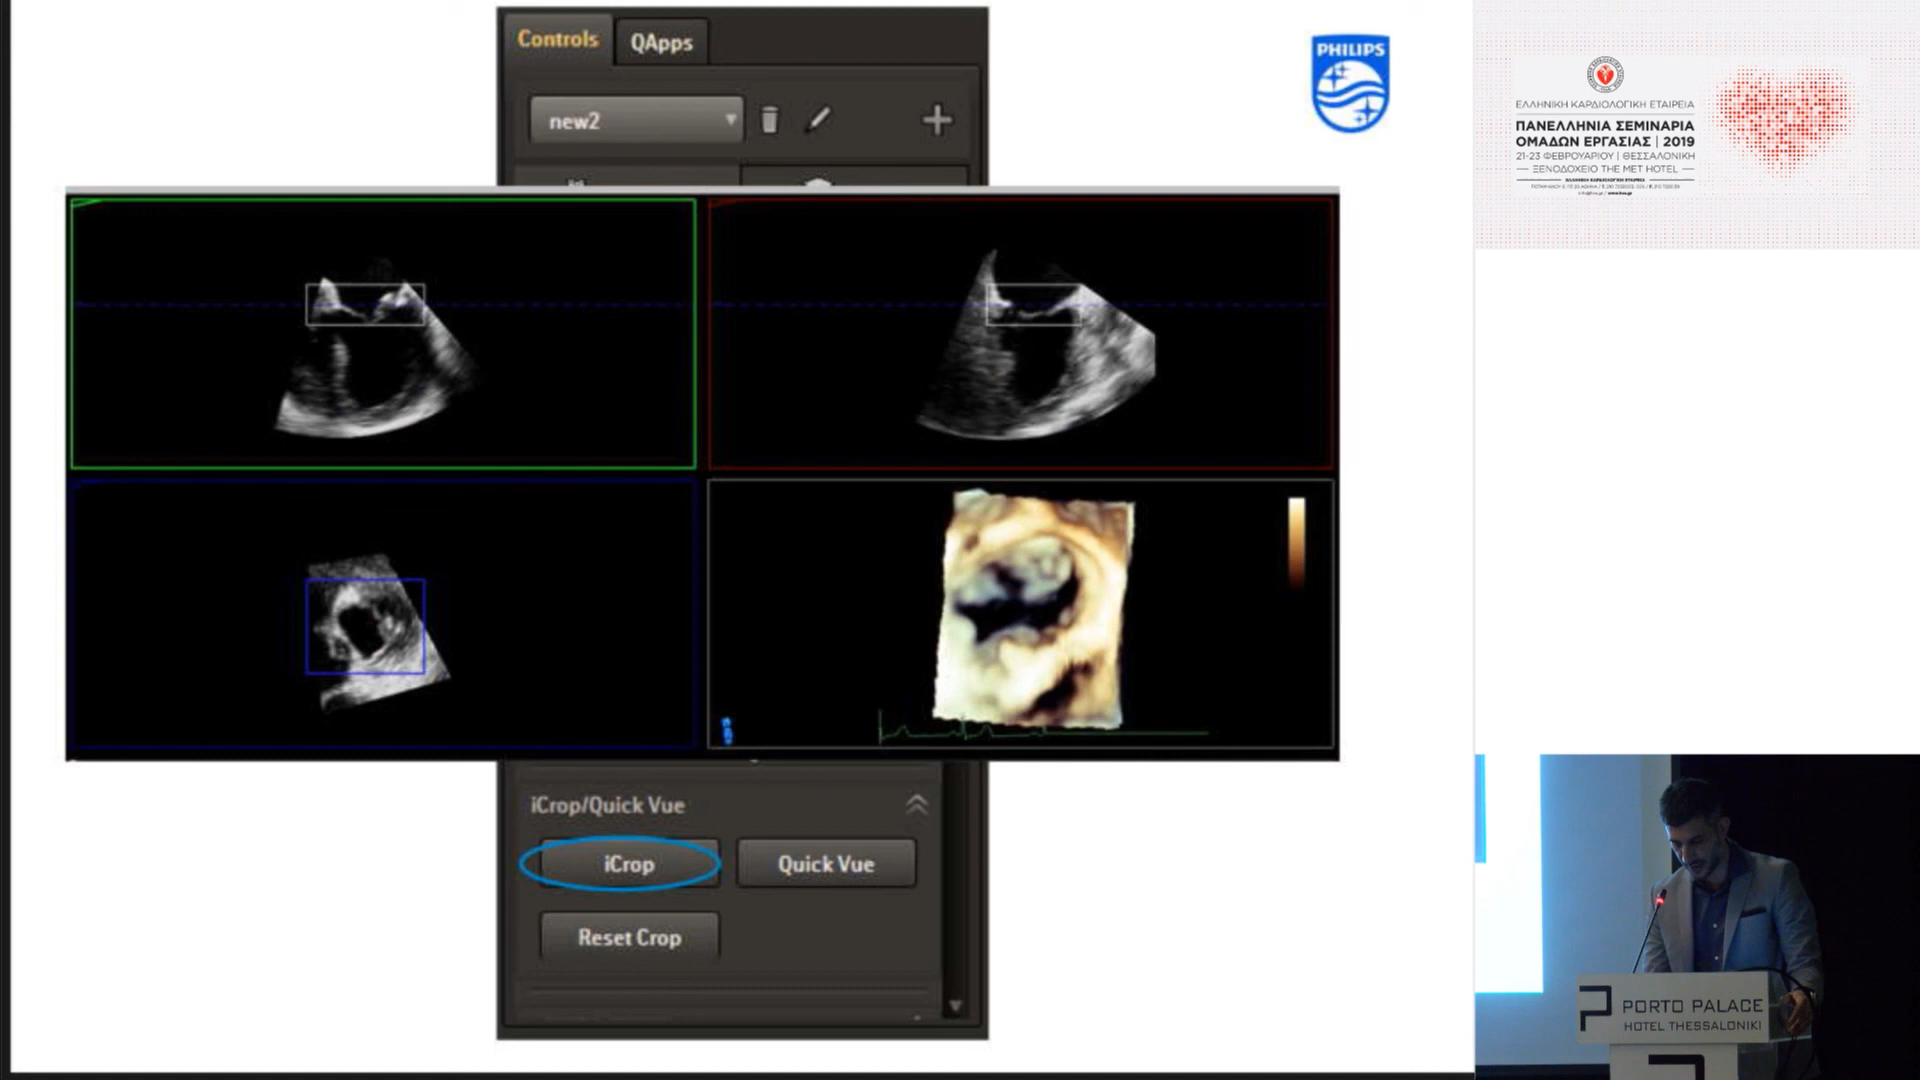 Controls
QApps
new2
iCrop/Quick Vue
iCrop
Quick Vue
Reset Crop
PHILIPS
ΕΛΛΗΝΙΚΗ ΚΑΡΔΙΟΛΟΓΙΚΗ ΕΤΑΙΡΕΙΑ
ΠΑΝΕΛΛΗΝΙΑ ΣΕΜΙΝΑΡΙΑ
ΟΜΑΔΩΝ ΕΡΓΑΣΙΑΣ | 2019
21-23 ΦΕΒΡΟΥΑΡΙΟΥ | ΘΕΣΣΑΛΟΝΙΚΗ
ΞΕΝΟΔΟΧΕΙΟ THE MET HOTEL
PORTO PALACE
HOTEL THESSALONIKI